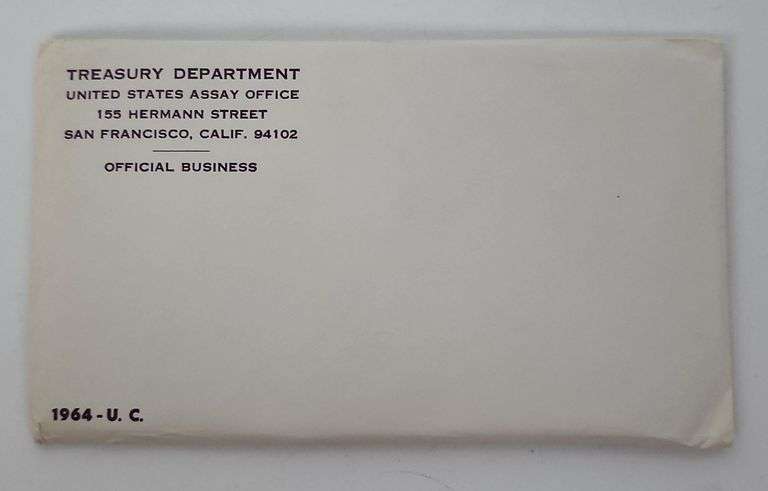 TREASURY DEPARTMENT
UNITED STATES ASSAY OFFICE
155 HERMANN STREET
SAN FRANCISCO, CALIF. 94102
OFFICIAL BUSINESS
1964 - U. C.